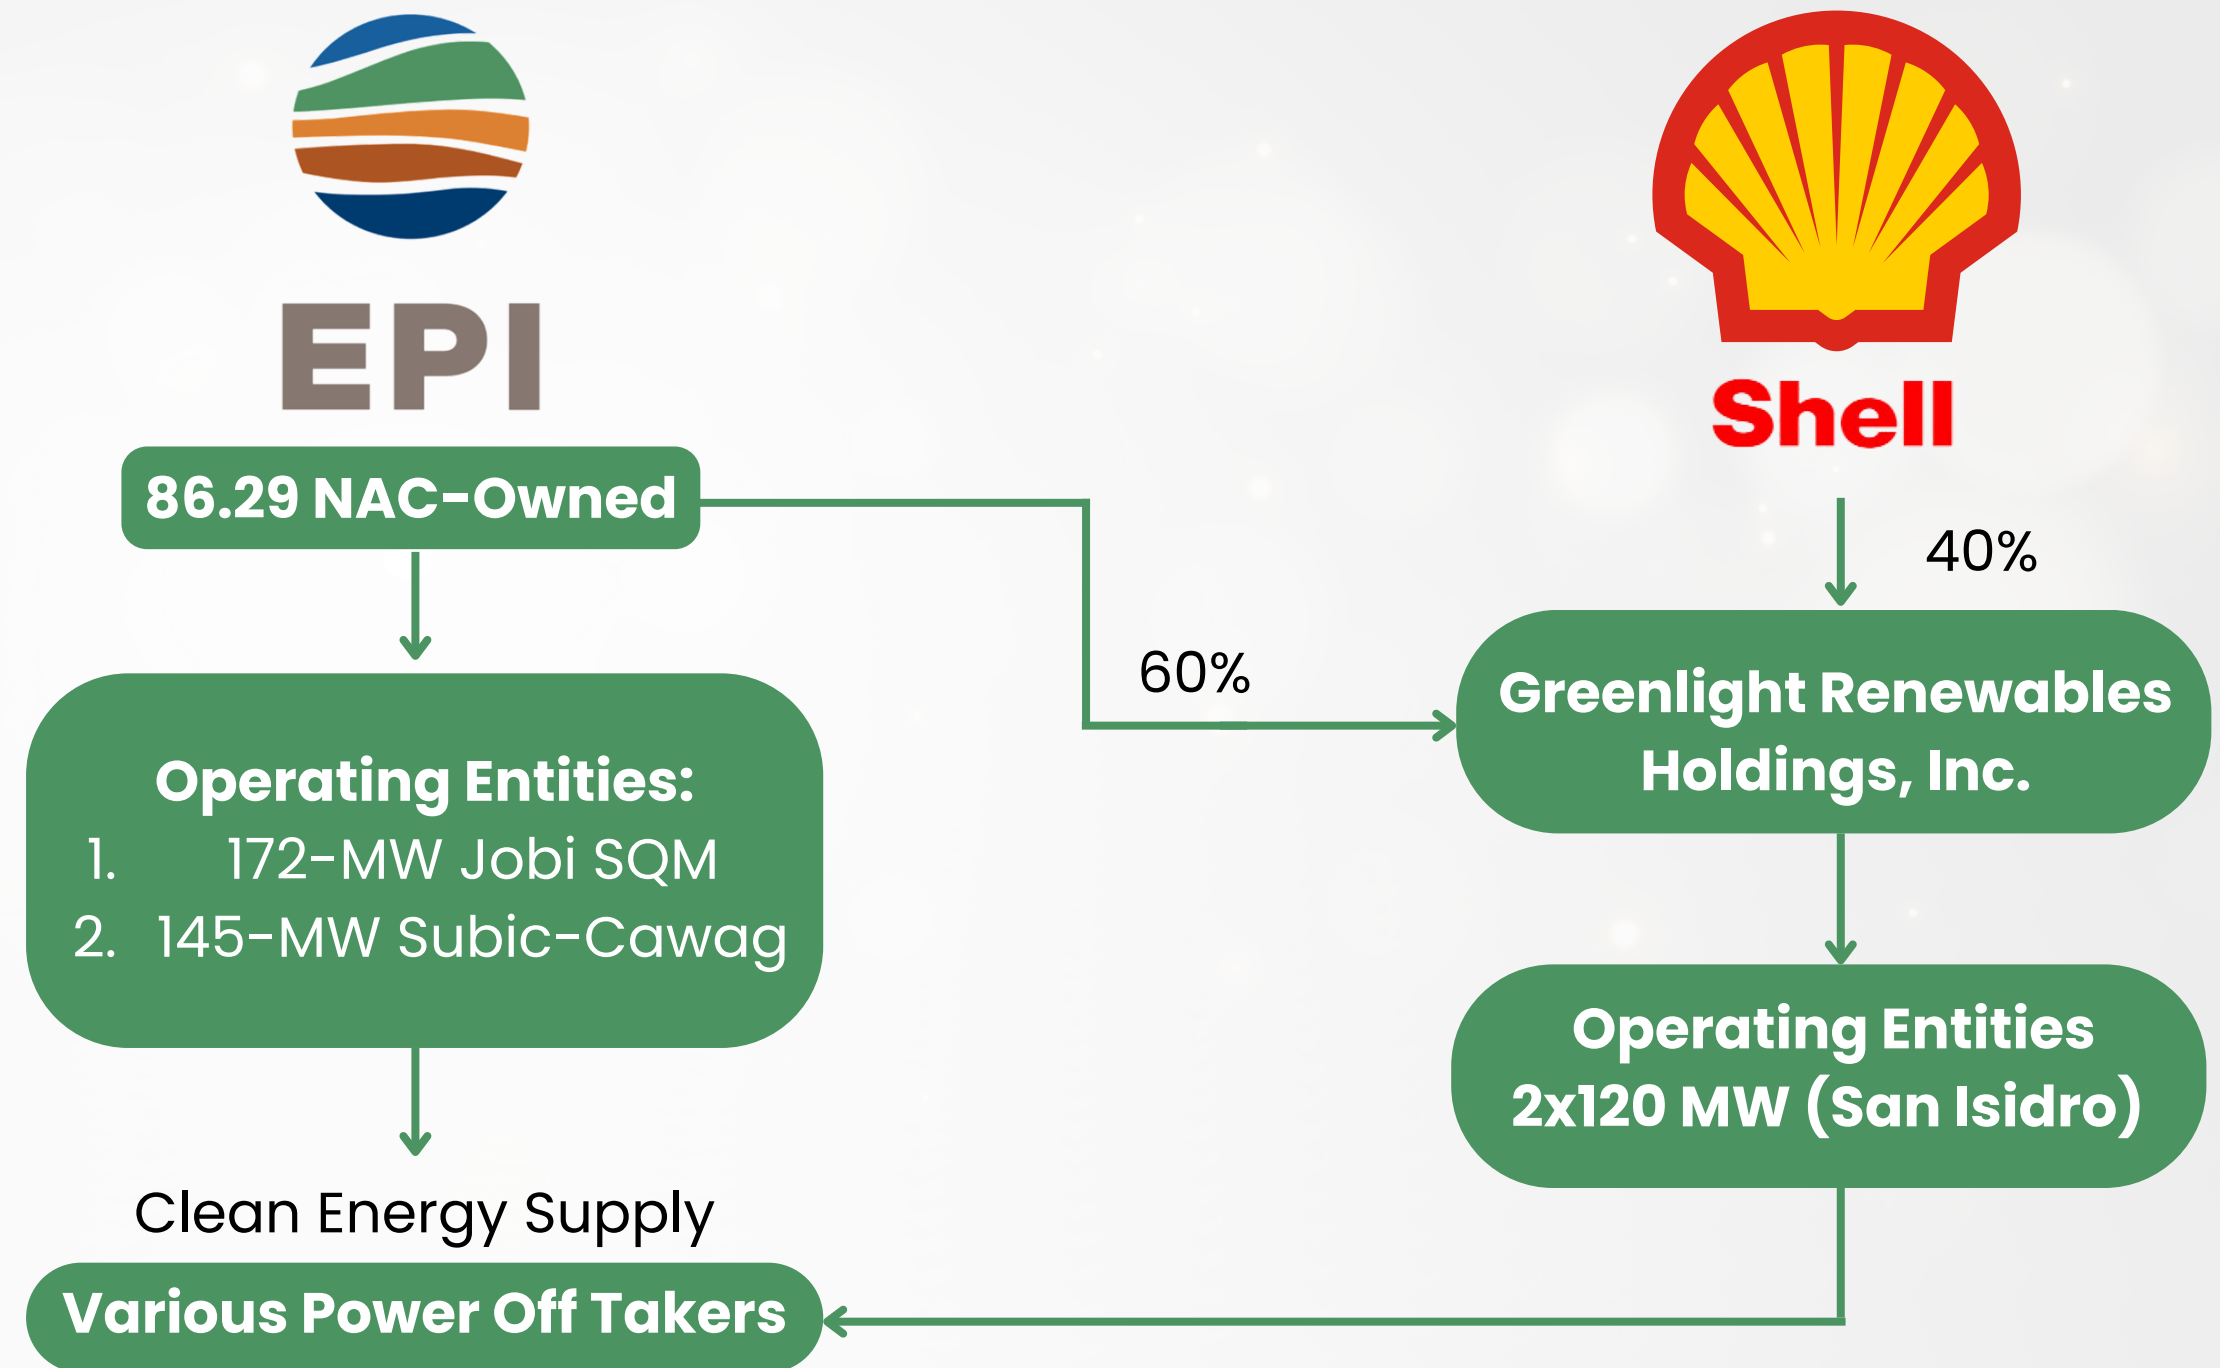 EPI
86.29 NAC-Owned
Operating Entities:
1. 172-MW Jobi SQM
2. 145-MW Subic-Cawag
Clean Energy Supply
Various Power Off Takers
60%
Shell
40%
Greenlight Renewables
Holdings, Inc.
Operating Entities
2x120 MW (San Isidro)